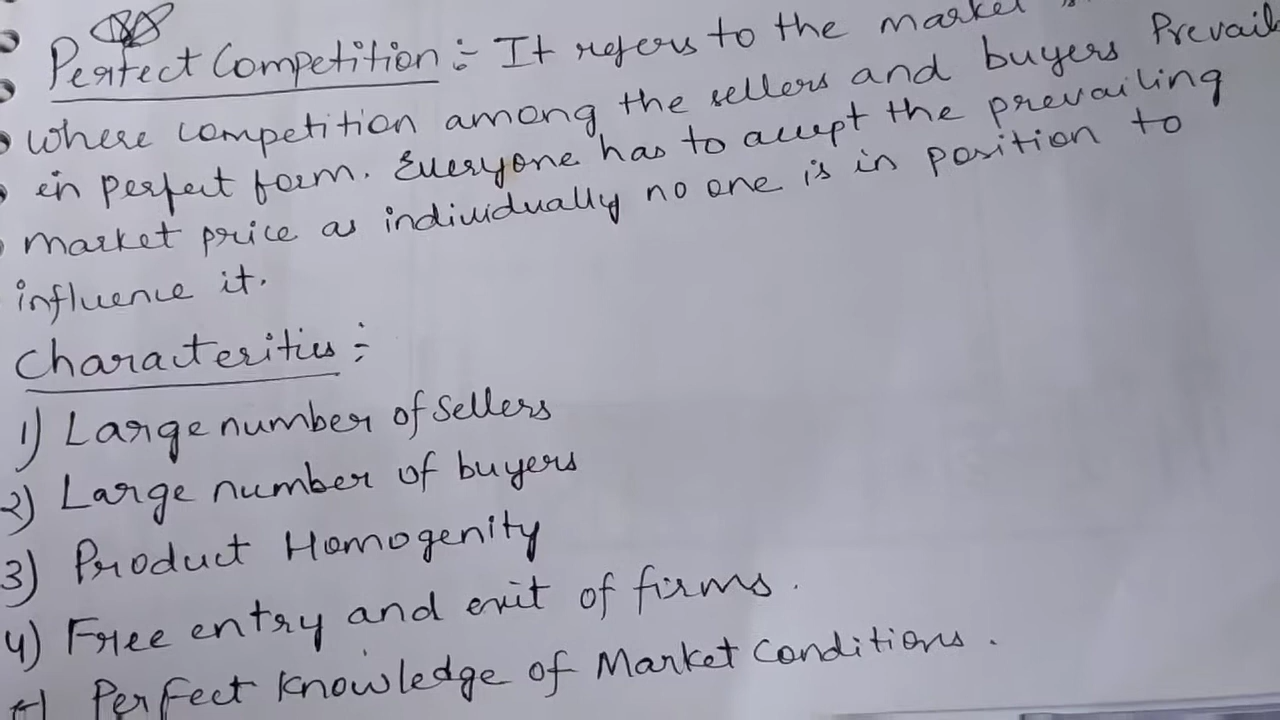 Perfect Competition :- It refers to the market
where competition among the sellers and buyers Prevail
in perfect form. Everyone has to accept the prevailing
market price as individually no one is in position to
influence it.
Characterities :-
1) Large number of Sellers
2) Large number of buyers
3) Product Homogenity
4) Free entry and exit of firms.
5) Perfect Knowledge of Market Conditions.